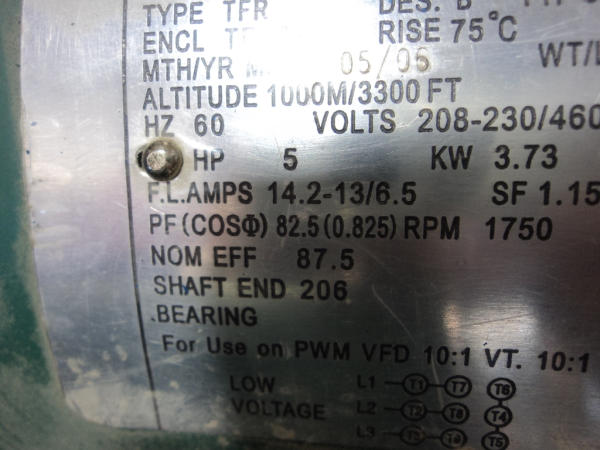 TYPE TFR DES. B
ENCL RISE 75°C
MTH/YR 05/06 WT/L
ALTITUDE 1000M/3300 FT
HZ 60 VOLTS 208-230/460
HP 5 KW 3.73
F.L.AMPS 14.2-13/6.5 SF 1.15
PF(COSΦ) 82.5(0.825) RPM 1750
NOM EFF 87.5
SHAFT END 206
.BEARING
For Use on PWM VFD 10:1 VT. 10:1
LOW L1 T1 T7 T6
VOLTAGE L2 T2 T8 T4
L3 T3 T9 T5